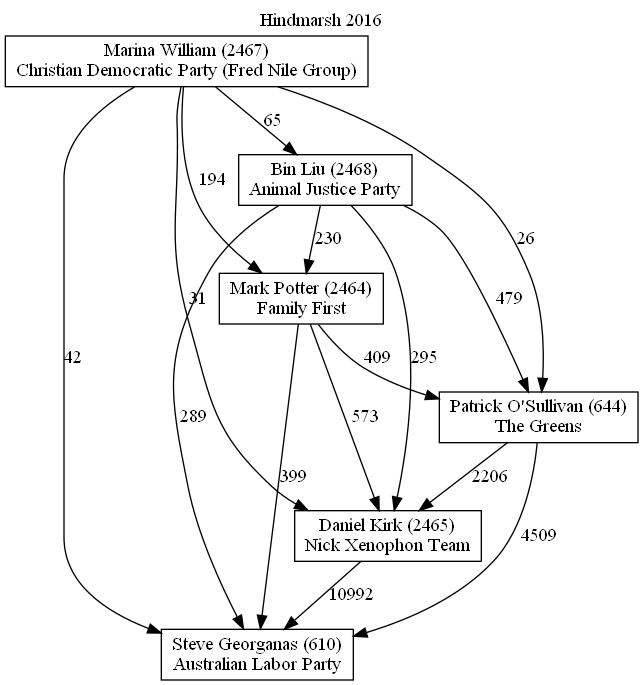 Hindmarsh 2016
Marina William (2467)
Christian Democratic Party (Fred Nile Group)
65
Bin Liu (2468)
Animal Justice Party
194
230
26
Mark Potter (2464)
Family First
31
479
42
409
295
Patrick O'Sullivan (644)
The Greens
289
573
399
2206
Daniel Kirk (2465)
Nick Xenophon Team
4509
10992
Steve Georganas (610)
Australian Labor Party